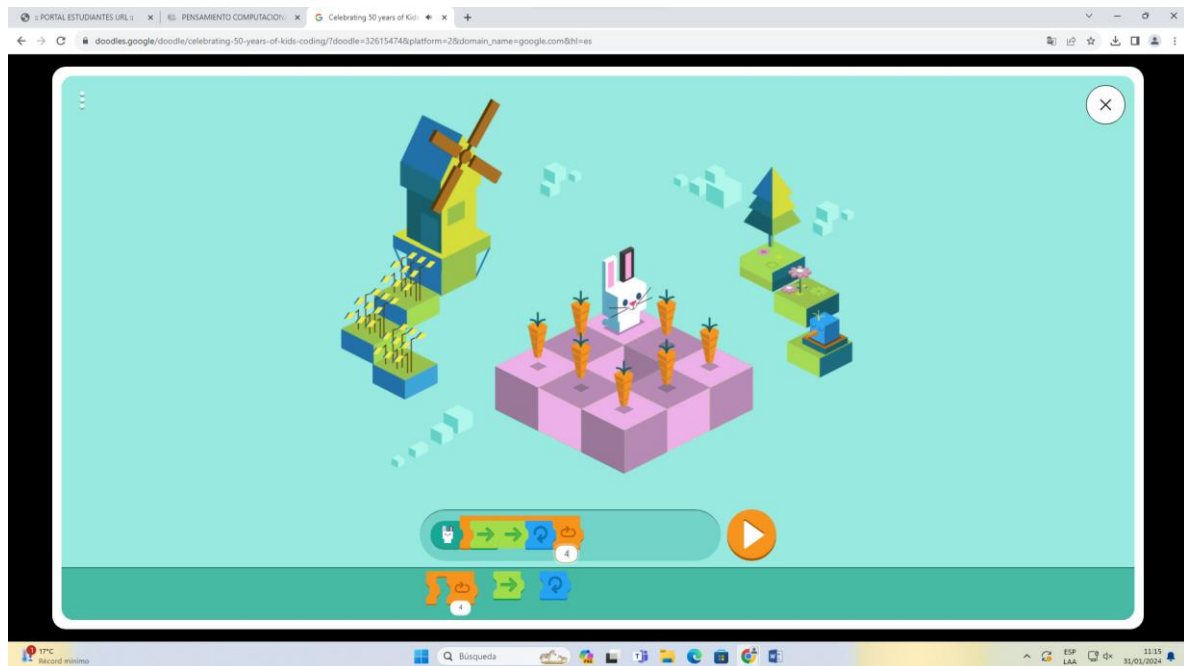 :: PORTAL ESTUDIANTES URL ::
PENSAMIENTO COMPUTACION
Celebrating 50 years of Kids
doodles.google/doodle/celebrating-50-years-of-kids-coding/?doodle=32615474&platform=2&domain_name=google.com&hl=es
4
4
1
17°C
Récord mínimo
Búsqueda
ESP
LAA
11:15
31/01/2024